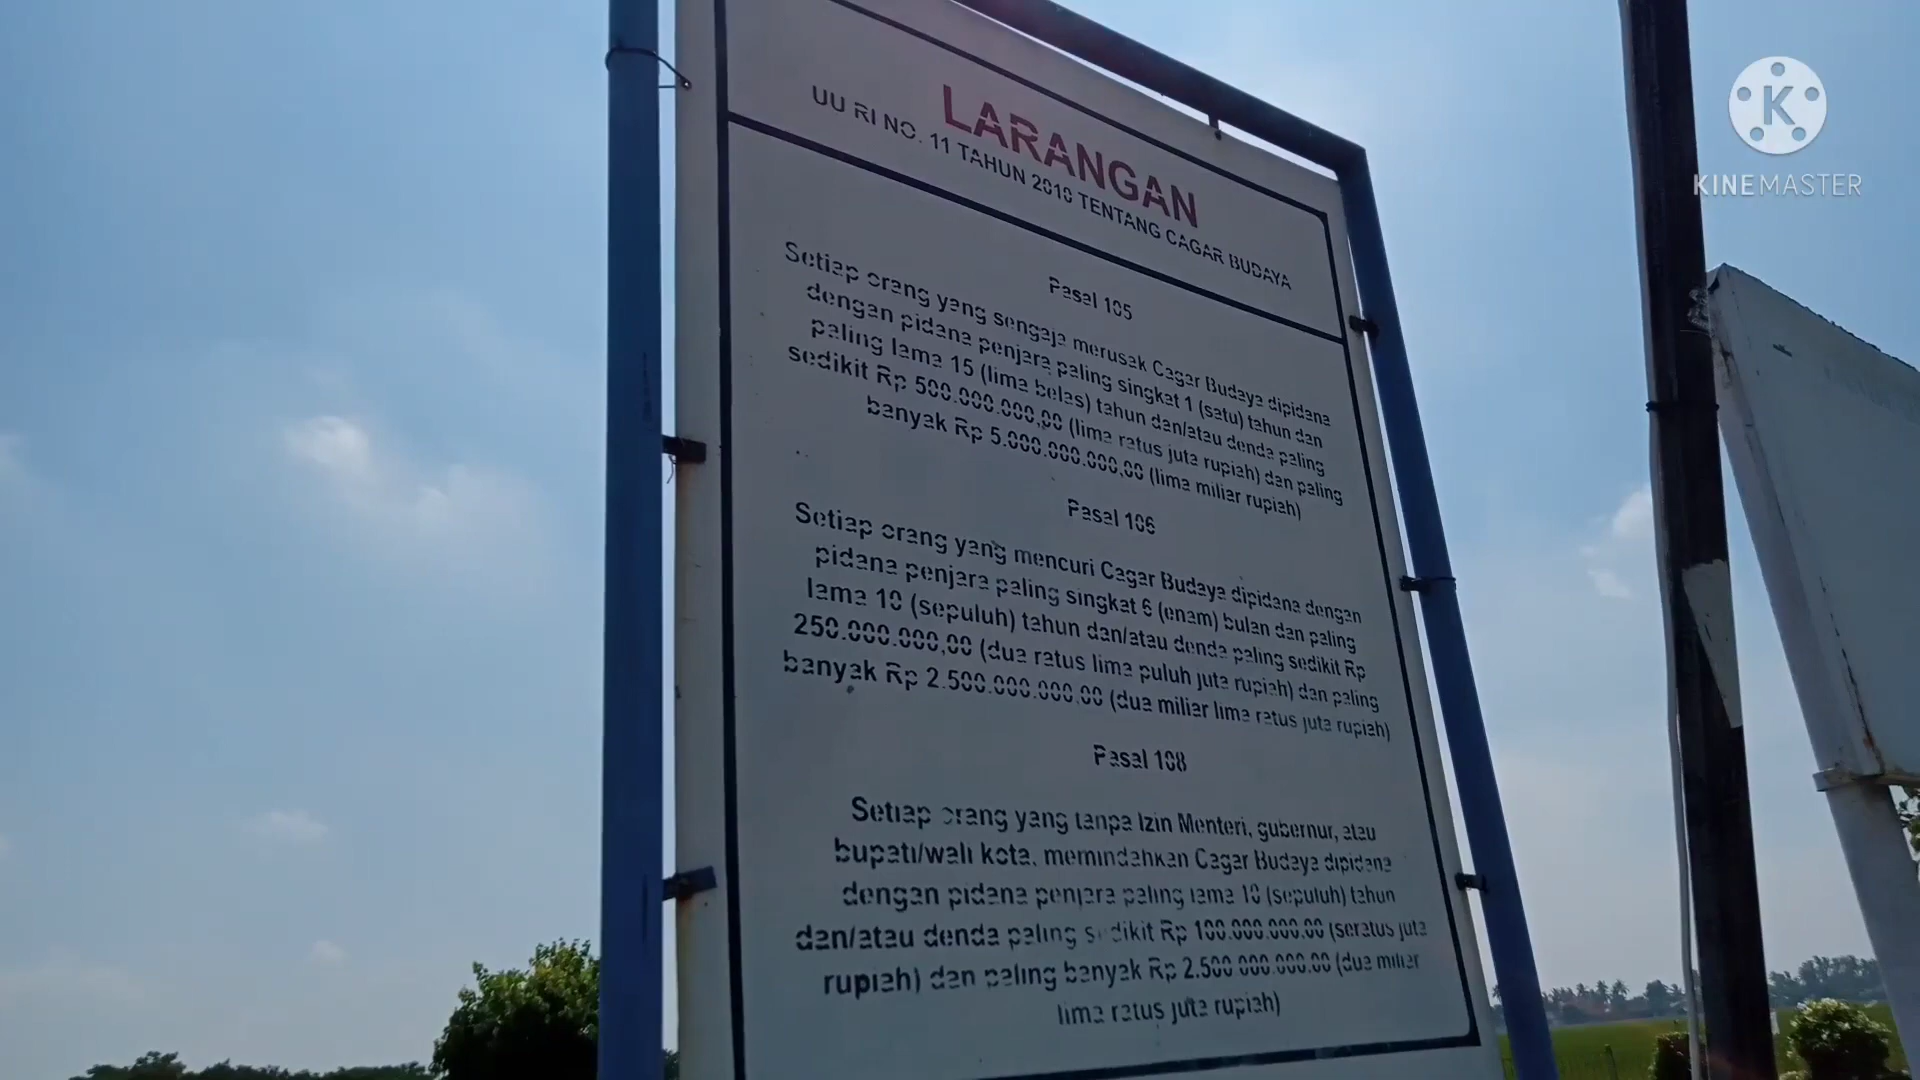 LARANGAN
UU RI NO. 11 TAHUN 2010 TENTANG CAGAR BUDAYA
Pasal 105
Setiap orang yang sengaja merusak Cagar Budaya dipidana
dengan pidana penjara paling singkat 1 (satu) tahun dan
paling lama 15 (lima belas) tahun dan/atau denda paling
sedikit Rp 500.000.000,00 (lima ratus juta rupiah) dan paling
banyak Rp 5.000.000.000,00 (lima miliar rupiah)
Pasal 106
Setiap orang yang mencuri Cagar Budaya dipidana dengan
pidana penjara paling singkat 6 (enam) bulan dan paling
lama 10 (sepuluh) tahun dan/atau denda paling sedikit Rp
250.000.000,00 (dua ratus lima puluh juta rupiah) dan paling
banyak Rp 2.500.000.000.00 (dua miliar lima ratus juta rupiah)
Pasal 108
Setiap orang yang tanpa Izin Menteri, gubernur, atau
bupati/wali kota, memindahkan Cagar Budaya dipidana
dengan pidana penjara paling lama 10 (sepuluh) tahun
dan/atau denda paling sedikit Rp 100.000.000.00 (seratus juta
rupiah) dan paling banyak Rp 2.500 000.000.00 (dua miliar
lima ratus juta rupiah)
K
KINEMASTER